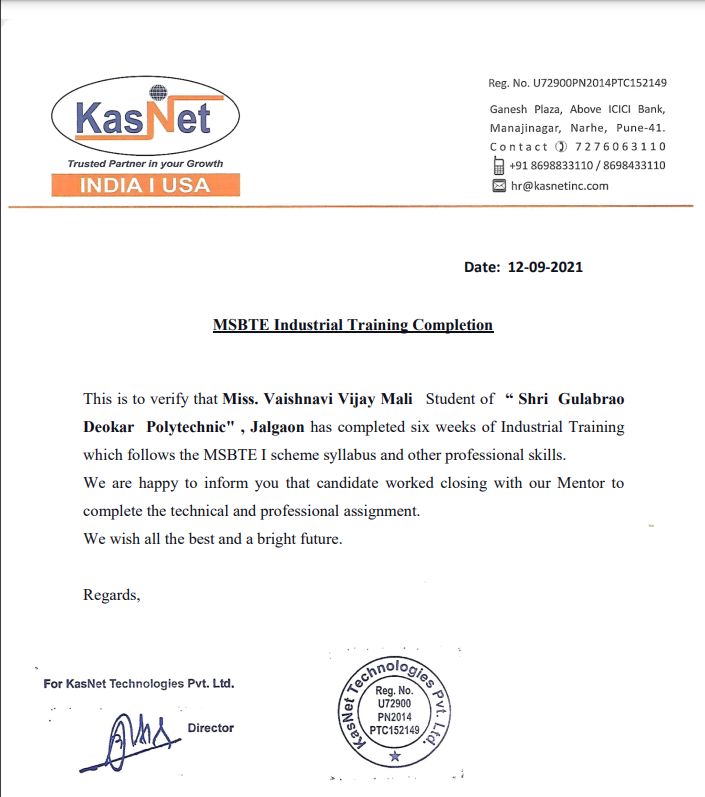 KasNet
Trusted Partner in your Growth
INDIA I USA
Reg. No. U72900PN2014PTC152149
Ganesh Plaza, Above ICICI Bank,
Manajinagar, Narhe, Pune-41.
Contact 7276063110
+91 8698833110 / 8698433110
hr@kasnetinc.com
Date: 12-09-2021
MSBTE Industrial Training Completion
This is to verify that Miss. Vaishnavi Vijay Mali Student of “ Shri Gulabrao
Deokar Polytechnic" , Jalgaon has completed six weeks of Industrial Training
which follows the MSBTE I scheme syllabus and other professional skills.
We are happy to inform you that candidate worked closing with our Mentor to
complete the technical and professional assignment.
We wish all the best and a bright future.
Regards,
For KasNet Technologies Pvt. Ltd.
Director
KasNet Technologies Pvt. Ltd.
Reg. No.
U72900
PN2014
PTC152149